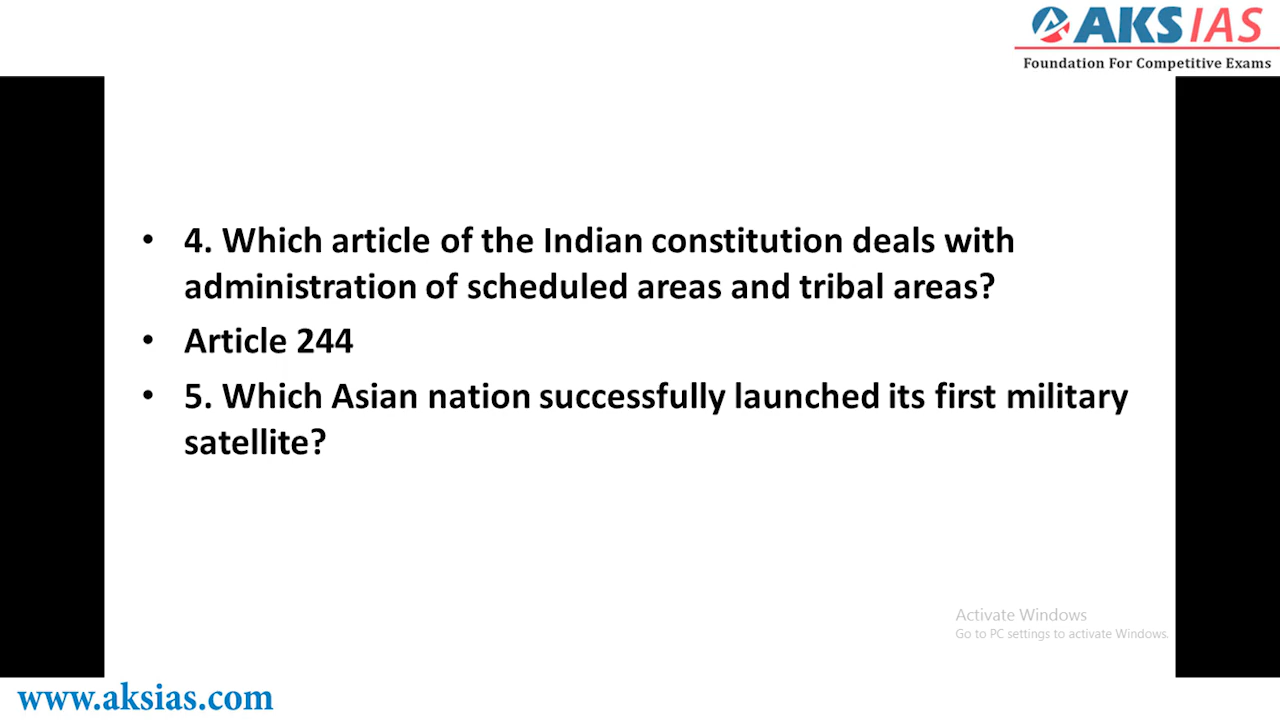 AKS IAS
Foundation For Competitive Exams
• 4. Which article of the Indian constitution deals with
administration of scheduled areas and tribal areas?
• Article 244
• 5. Which Asian nation successfully launched its first military
satellite?
Activate Windows
Go to PC settings to activate Windows.
www.aksias.com